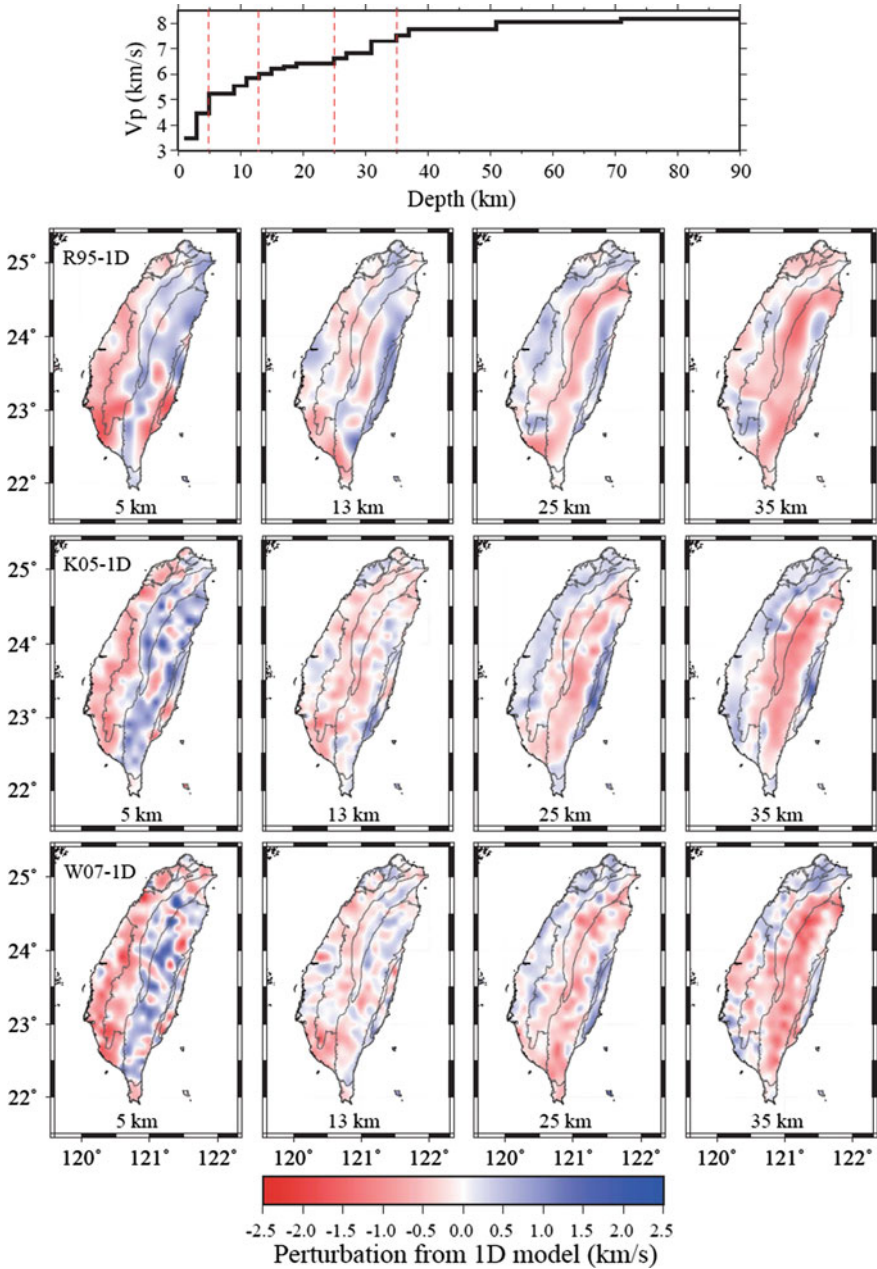 8
7
6
5
4
3
Vp (km/s)
0 10 20 30 40 50 60 70 80 90
Depth (km)
R95-1D
25˚
24˚
23˚
22˚
5 km 13 km 25 km 35 km
K05-1D
25˚
24˚
23˚
22˚
5 km 13 km 25 km 35 km
W07-1D
25˚
24˚
23˚
22˚
5 km 13 km 25 km 35 km
120˚ 121˚ 122˚ 120˚ 121˚ 122˚ 120˚ 121˚ 122˚ 120˚ 121˚ 122˚
-2.5 -2.0 -1.5 -1.0 -0.5 0.0 0.5 1.0 1.5 2.0 2.5
Perturbation from 1D model (km/s)